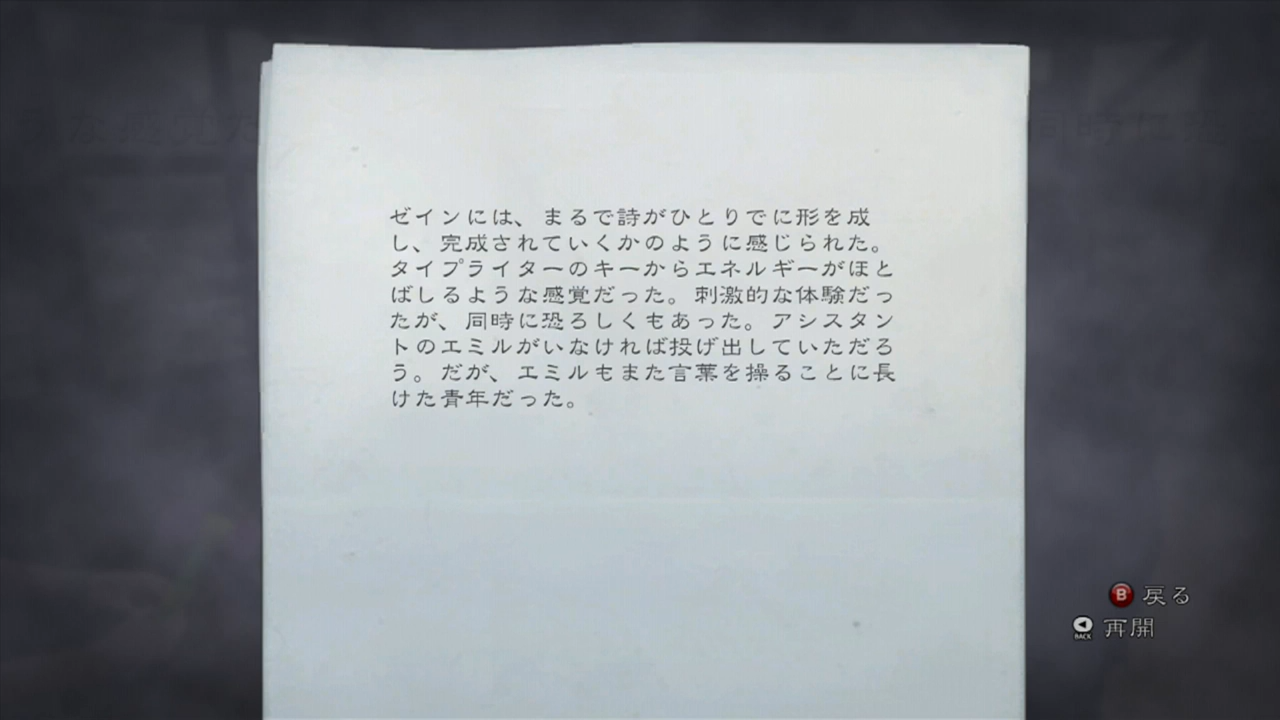 ゼインには、まるで詩がひとりでに形を成
し、完成されていくかのように感じられた。
タイプライターのキーからエネルギーがほと
ばしるような感覚だった。刺激的な体験だっ
たが、同時に恐ろしくもあった。アシスタン
トのエミルがいなければ投げ出していただろ
う。だが、エミルもまた言葉を操ることに長
けた青年だった。
B 戻る
BACK 再開